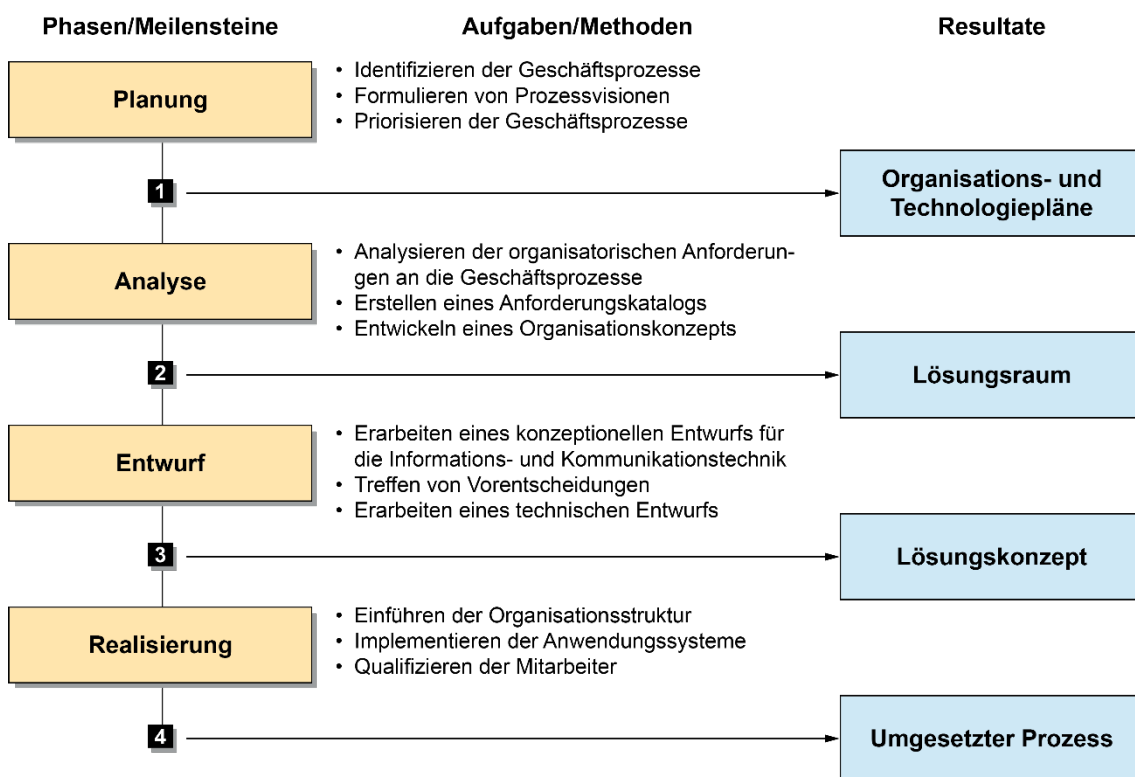 Phasen/Meilensteine
Aufgaben/Methoden
Resultate
Planung
• Identifizieren der Geschäftsprozesse
• Formulieren von Prozessvisionen
• Priorisieren der Geschäftsprozesse
1
Organisations- und
Technologiepläne
Analyse
• Analysieren der organisatorischen Anforderun-
gen an die Geschäftsprozesse
• Erstellen eines Anforderungskatalogs
• Entwickeln eines Organisationskonzepts
2
Lösungsraum
Entwurf
• Erarbeiten eines konzeptionellen Entwurfs für
die Informations- und Kommunikationstechnik
• Treffen von Vorentscheidungen
• Erarbeiten eines technischen Entwurfs
3
Lösungskonzept
Realisierung
• Einführen der Organisationsstruktur
• Implementieren der Anwendungssysteme
• Qualifizieren der Mitarbeiter
4
Umgesetzter Prozess